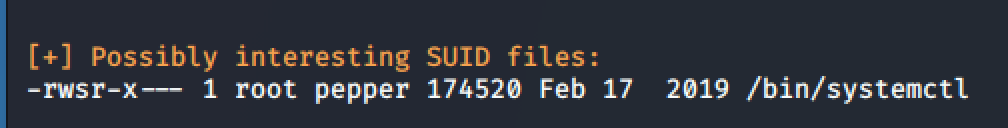 [+] Possibly interesting SUID files:
-rwsr-x--- 1 root pepper 174520 Feb 17  2019 /bin/systemctl